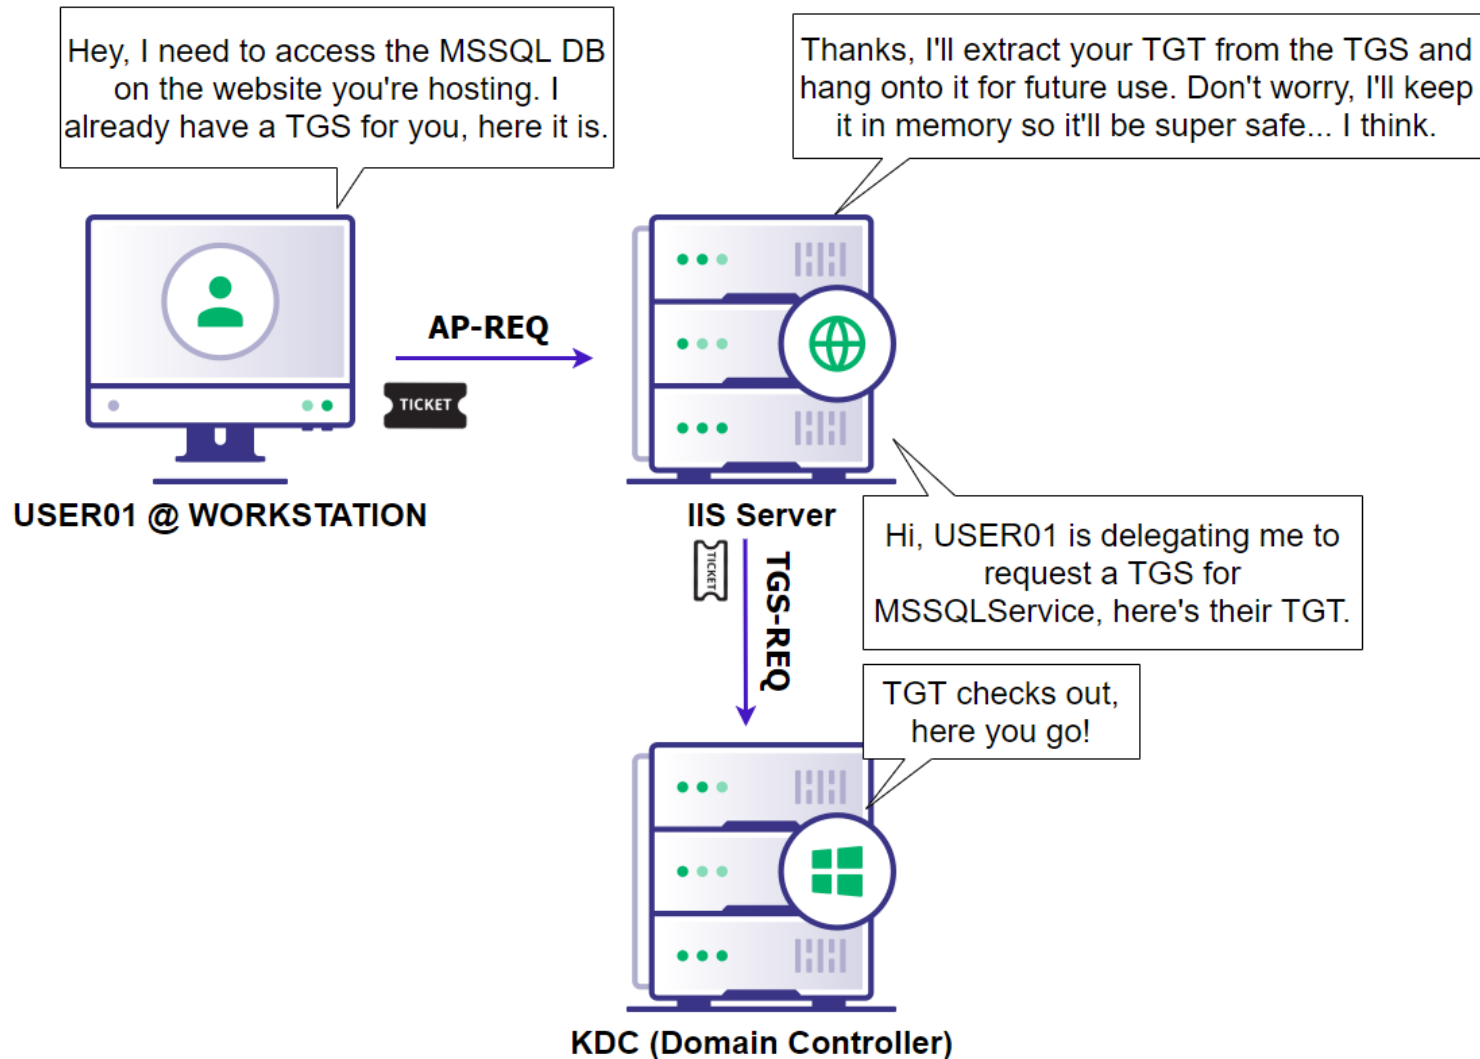 Hey, I need to access the MSSQL DB
on the website you're hosting. I
already have a TGS for you, here it is.
Thanks, I'll extract your TGT from the TGS and
hang onto it for future use. Don't worry, I'll keep
it in memory so it'll be super safe... I think.
AP-REQ
TICKET
USER01 @ WORKSTATION
IIS Server
TICKET
TGS-REQ
Hi, USER01 is delegating me to
request a TGS for
MSSQLService, here's their TGT.
TGT checks out,
here you go!
KDC (Domain Controller)